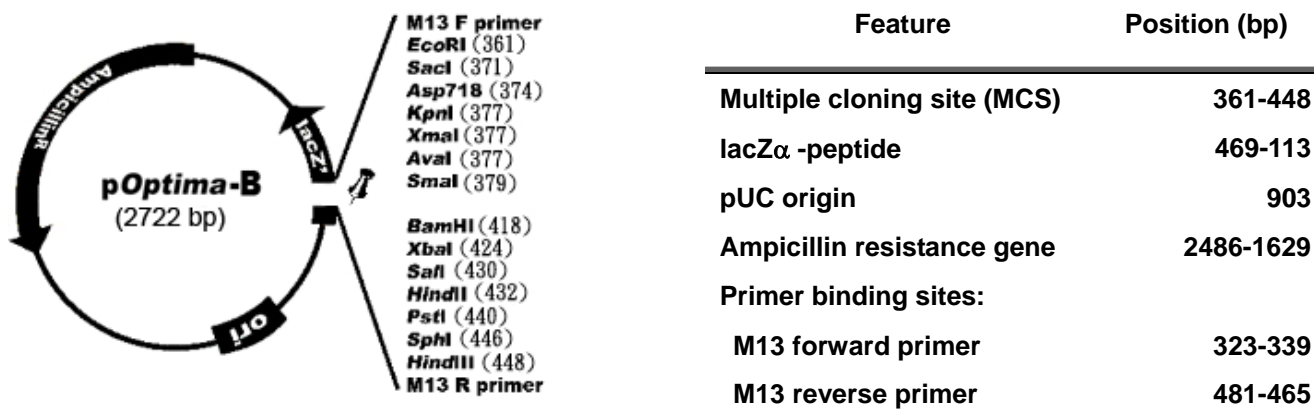 M13 F primer
EcoRI (361)
SacI (371)
Asp718 (374)
KpnI (377)
XmaI (377)
AvaI (377)
SmaI (379)
BamHI (418)
XbaI (424)
SalI (430)
HindII (432)
PstI (440)
SphI (446)
HindIII (448)
M13 R primer
AmpicillinR
lacZ'
pOptima-B
(2722 bp)
ori
Feature Position (bp)
Multiple cloning site (MCS) 361-448
lacZα -peptide 469-113
pUC origin 903
Ampicillin resistance gene 2486-1629
Primer binding sites:
M13 forward primer 323-339
M13 reverse primer 481-465